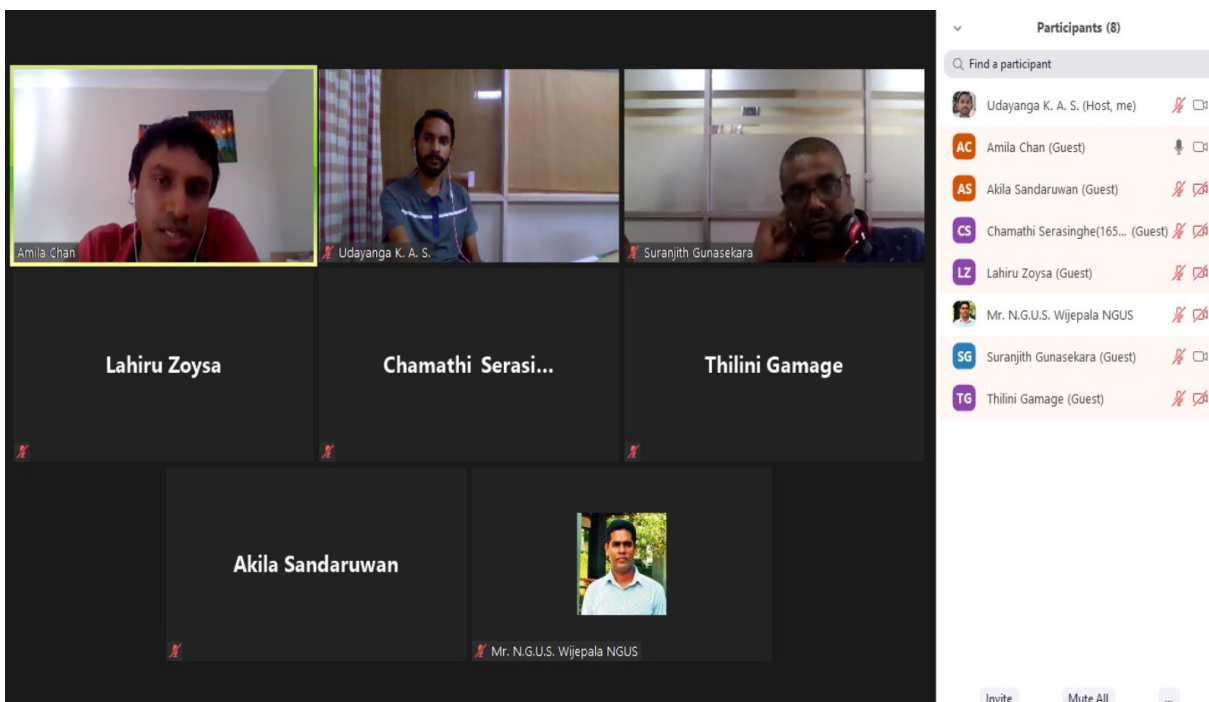 Amila Chan
Udayanga K. A. S.
Suranjith Gunasekara
Lahiru Zoysa
Chamathi Serasi...
Thilini Gamage
Akila Sandaruwan
Mr. N.G.U.S. Wijepala NGUS
Participants (8)
Find a participant
Udayanga K. A. S. (Host, me)
AC Amila Chan (Guest)
AS Akila Sandaruwan (Guest)
CS Chamathi Serasinghe(165... (Guest)
LZ Lahiru Zoysa (Guest)
Mr. N.G.U.S. Wijepala NGUS
SG Suranjith Gunasekara (Guest)
TG Thilini Gamage (Guest)
Invite Mute All ...